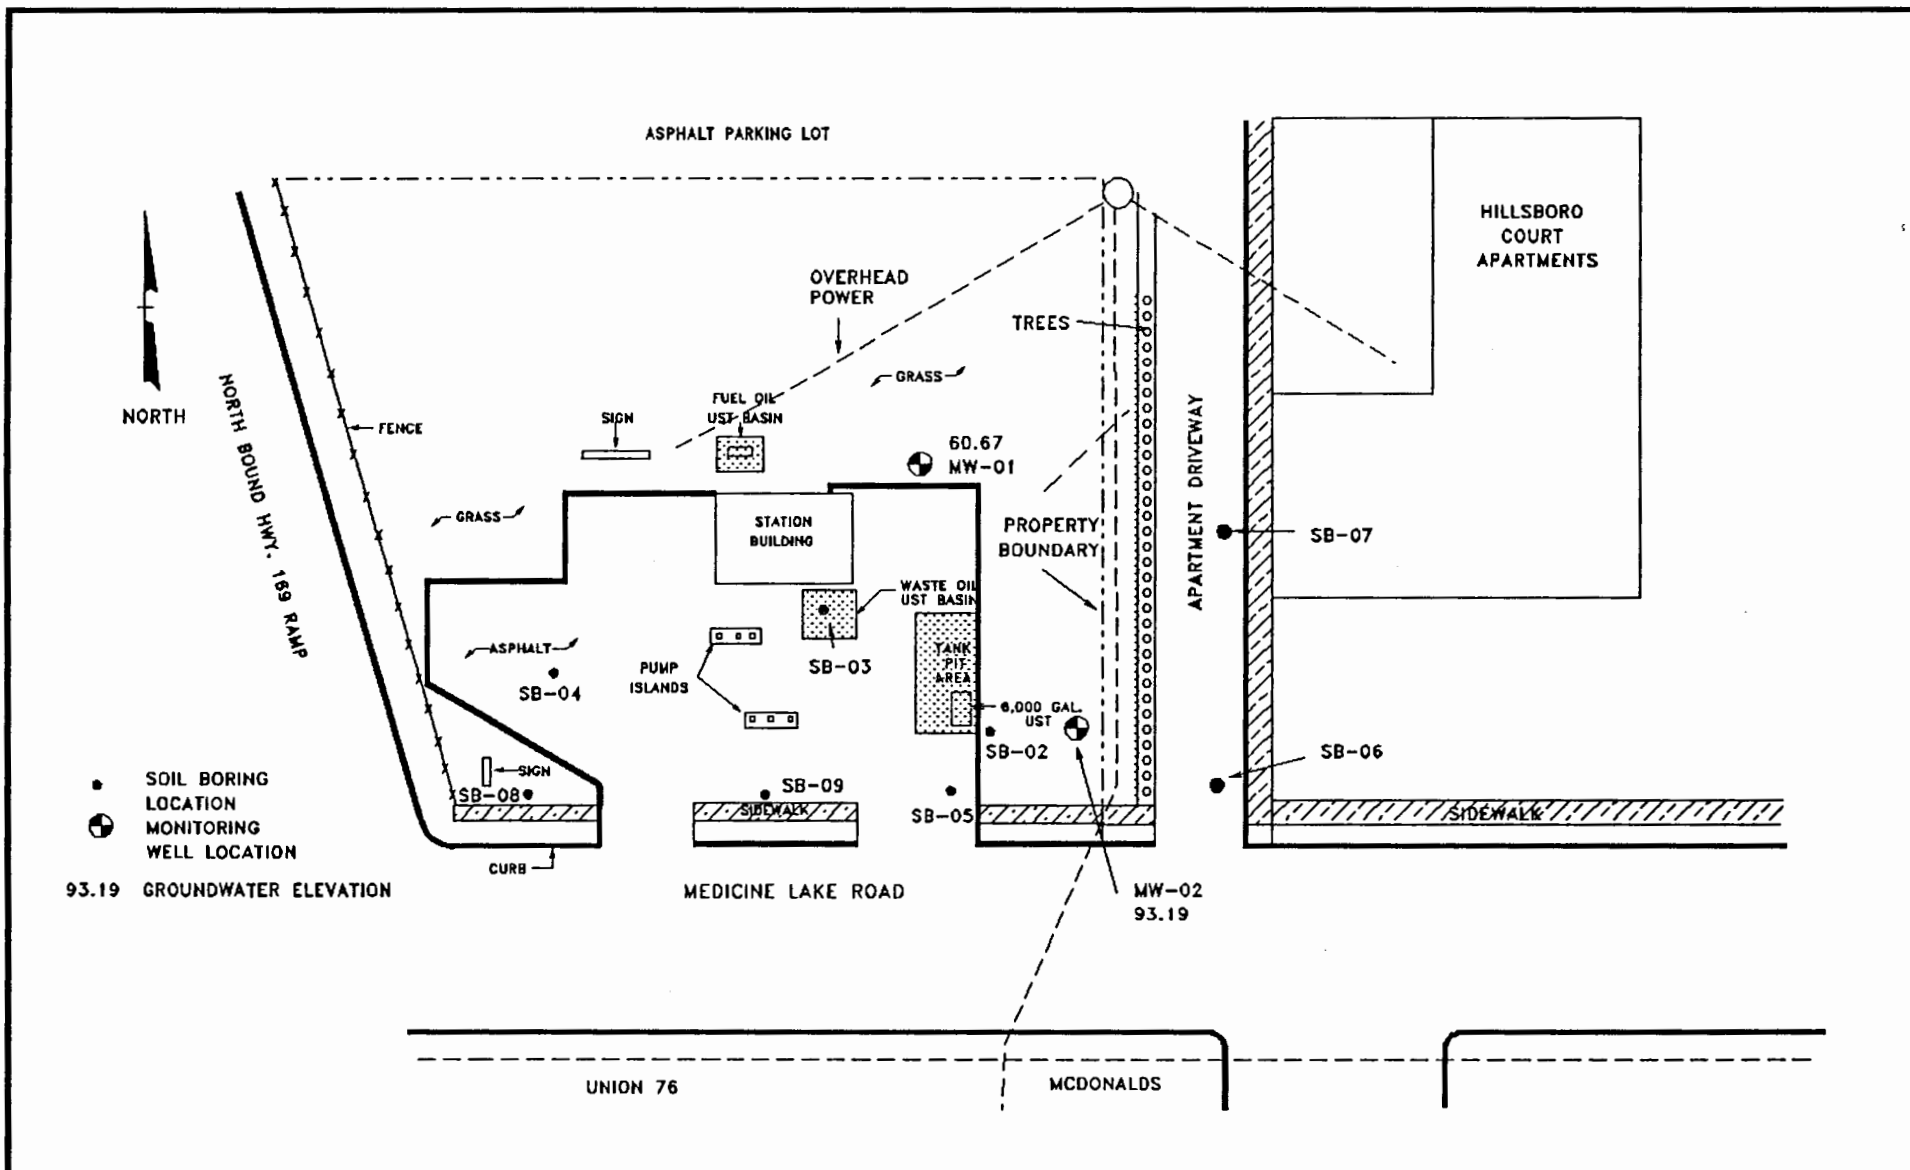 ASPHALT PARKING LOT
HILLSBORO
COURT
APARTMENTS
OVERHEAD
POWER
TREES
GRASS
NORTH
NORTH BOUND HWY. 169 RAMP
FENCE
SIGN
FUEL OIL
UST BASIN
60.67
MW-01
APARTMENT DRIVEWAY
GRASS
STATION
BUILDING
PROPERTY
BOUNDARY
SB-07
WASTE OIL
UST BASIN
ASPHALT
SB-04
PUMP
ISLANDS
SB-03
TANK
PIT
AREA
6,000 GAL.
UST
SB-02
SB-06
SIGN
SB-08
SB-09
SIDEWALK
SB-05
SIDEWALK
SOIL BORING
LOCATION
MONITORING
WELL LOCATION
93.19 GROUNDWATER ELEVATION
CURB
MEDICINE LAKE ROAD
MW-02
93.19
UNION 76
MCDONALDS